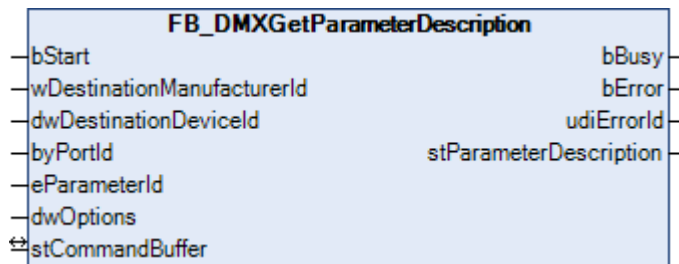 FB_DMXGetParameterDescription
bStart bBusy
wDestinationManufacturerId bError
dwDestinationDeviceId udiErrorId
byPortId stParameterDescription
eParameterId
dwOptions
stCommandBuffer